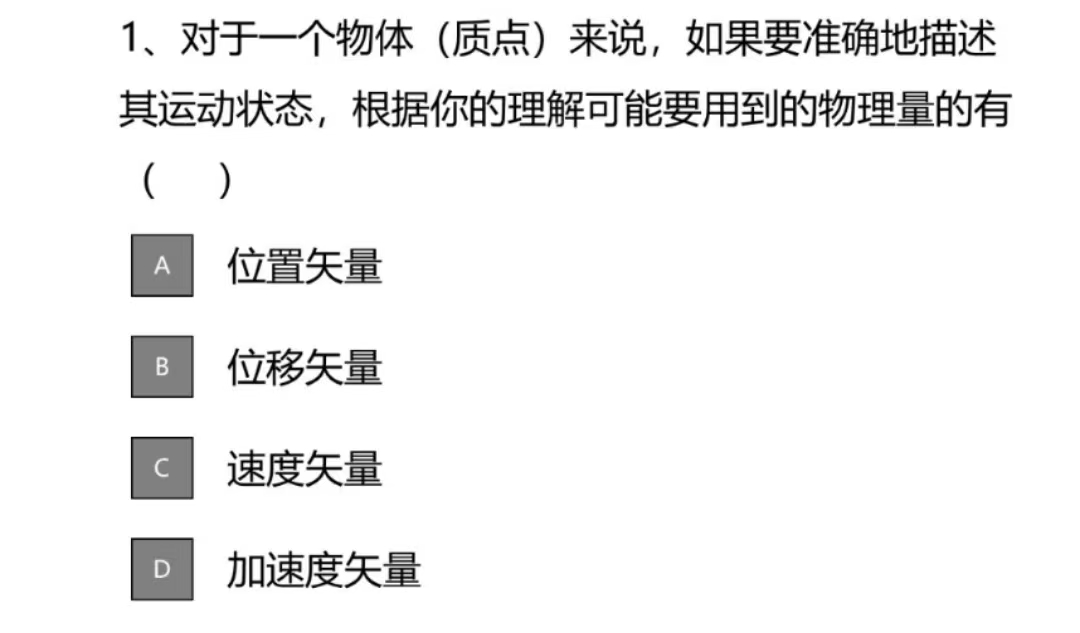 1、对于一个物体（质点）来说，如果要准确地描述
其运动状态，根据你的理解可能要用到的物理量的有
（　　）
A 位置矢量
B 位移矢量
C 速度矢量
D 加速度矢量